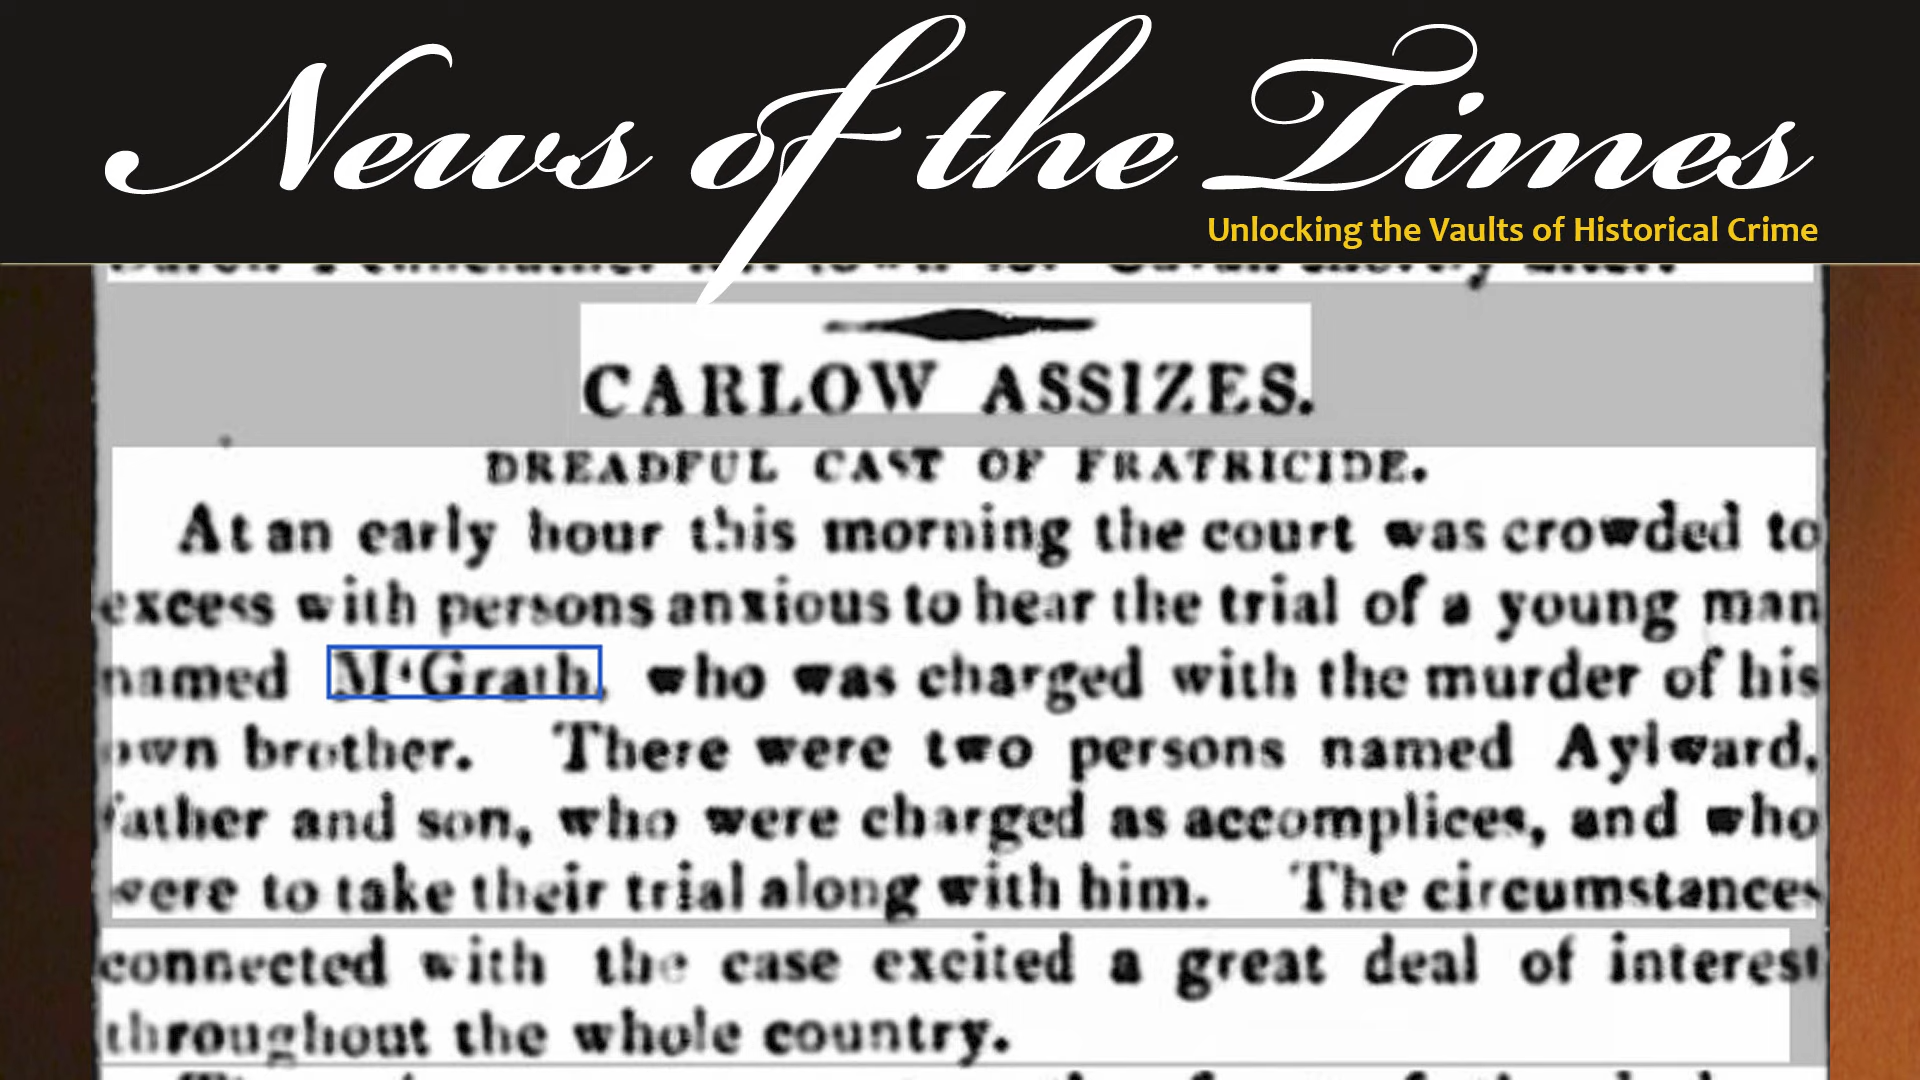 News of the Times
Unlocking the Vaults of Historical Crime
CARLOW ASSIZES.
DREADFUL CAST OF FRATRICIDE.
At an early hour this morning the court was crowded to
excess with persons anxious to hear the trial of a young man
named M‘Grath, who was charged with the murder of his
own brother. There were two persons named Aylward,
father and son, who were charged as accomplices, and who
were to take their trial along with him. The circumstances
connected with the case excited a great deal of interest
throughout the whole country.